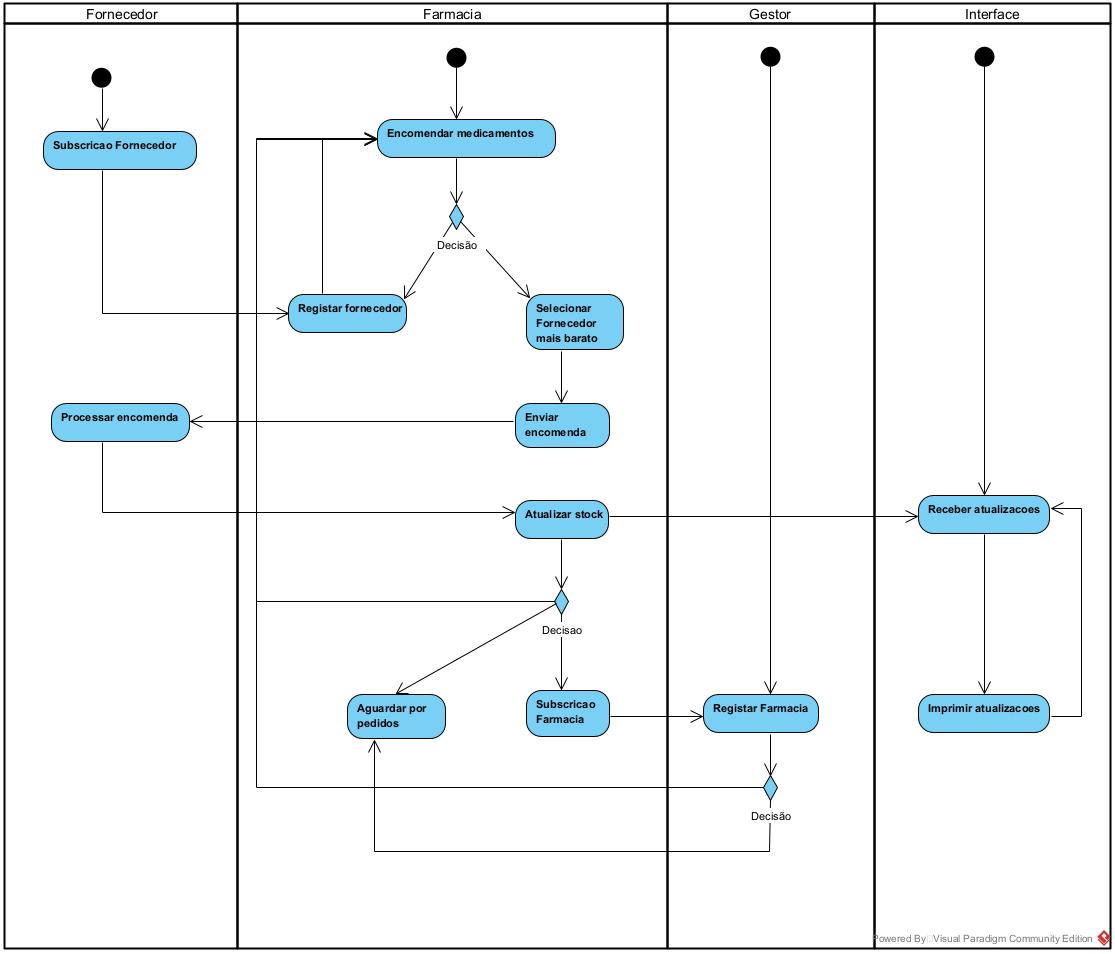 Fornecedor
Farmacia
Gestor
Interface
Encomendar medicamentos
Subscricao Fornecedor
Decisão
Registar fornecedor
Selecionar
Fornecedor
mais barato
Processar encomenda
Enviar
encomenda
Atualizar stock
Receber atualizacoes
Decisao
Aguardar por
pedidos
Subscricao
Farmacia
Registar Farmacia
Imprimir atualizacoes
Decisão
Powered By Visual Paradigm Community Edition